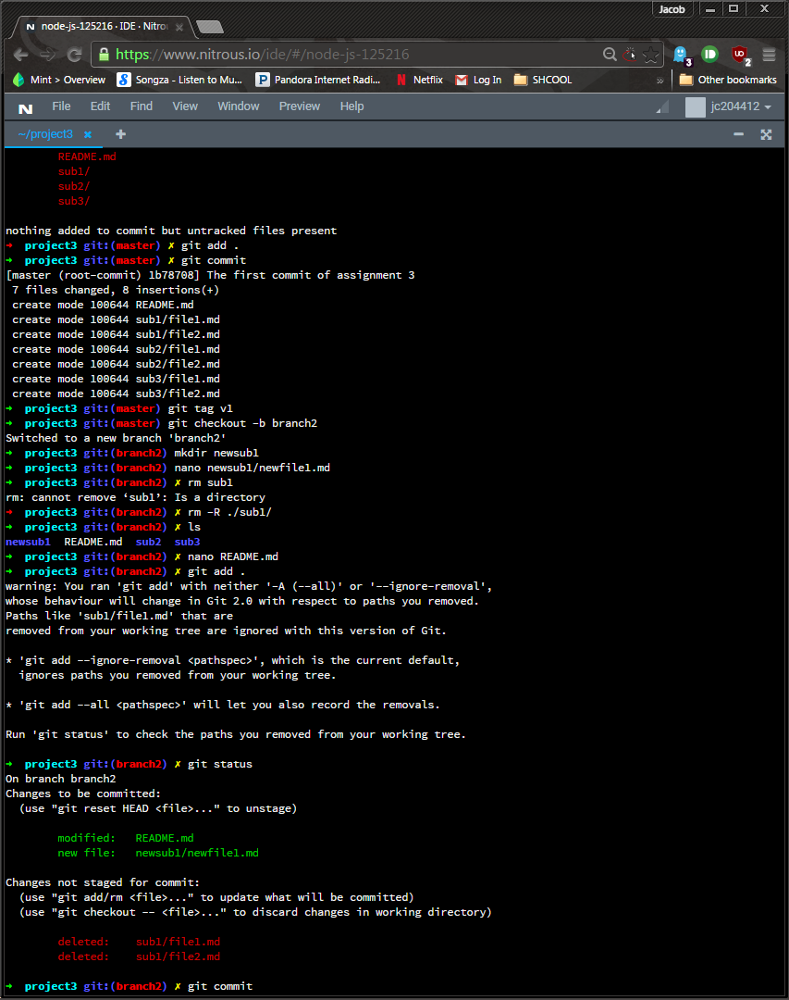 Jacob
node-js-125216 · IDE · Nitrou
https://www.nitrous.io/ide/#/node-js-125216
3
2
Mint > Overview
Songza - Listen to Mu...
Pandora Internet Radi...
Netflix
Log In
SHCOOL
»
Other bookmarks
N File Edit Find View Window Preview Help
jc204412
~/project3 × +
README.md
sub1/
sub2/
sub3/
nothing added to commit but untracked files present
➜ project3 git:(master) ✗ git add .
➜ project3 git:(master) ✗ git commit
[master (root-commit) 1b78708] The first commit of assignment 3
7 files changed, 8 insertions(+)
create mode 100644 README.md
create mode 100644 sub1/file1.md
create mode 100644 sub1/file2.md
create mode 100644 sub2/file1.md
create mode 100644 sub2/file2.md
create mode 100644 sub3/file1.md
create mode 100644 sub3/file2.md
➜ project3 git:(master) git tag v1
➜ project3 git:(master) git checkout -b branch2
Switched to a new branch 'branch2'
➜ project3 git:(branch2) mkdir newsub1
➜ project3 git:(branch2) nano newsub1/newfile1.md
➜ project3 git:(branch2) ✗ rm sub1
rm: cannot remove ‘sub1’: Is a directory
➜ project3 git:(branch2) ✗ rm -R ./sub1/
➜ project3 git:(branch2) ✗ ls
newsub1 README.md sub2 sub3
➜ project3 git:(branch2) ✗ nano README.md
➜ project3 git:(branch2) ✗ git add .
warning: You ran 'git add' with neither '-A (--all)' or '--ignore-removal',
whose behaviour will change in Git 2.0 with respect to paths you removed.
Paths like 'sub1/file1.md' that are
removed from your working tree are ignored with this version of Git.
* 'git add --ignore-removal <pathspec>', which is the current default,
ignores paths you removed from your working tree.
* 'git add --all <pathspec>' will let you also record the removals.
Run 'git status' to check the paths you removed from your working tree.
➜ project3 git:(branch2) ✗ git status
On branch branch2
Changes to be committed:
(use "git reset HEAD <file>..." to unstage)
modified: README.md
new file: newsub1/newfile1.md
Changes not staged for commit:
(use "git add/rm <file>..." to update what will be committed)
(use "git checkout -- <file>..." to discard changes in working directory)
deleted: sub1/file1.md
deleted: sub1/file2.md
➜ project3 git:(branch2) ✗ git commit